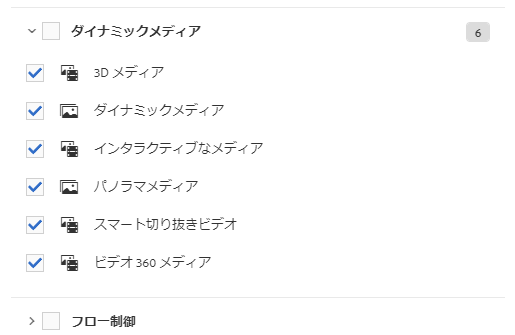 ダイナミックメディア 6
3D メディア
ダイナミックメディア
インタラクティブなメディア
パノラマメディア
スマート切り抜きビデオ
ビデオ 360 メディア
フロー制御